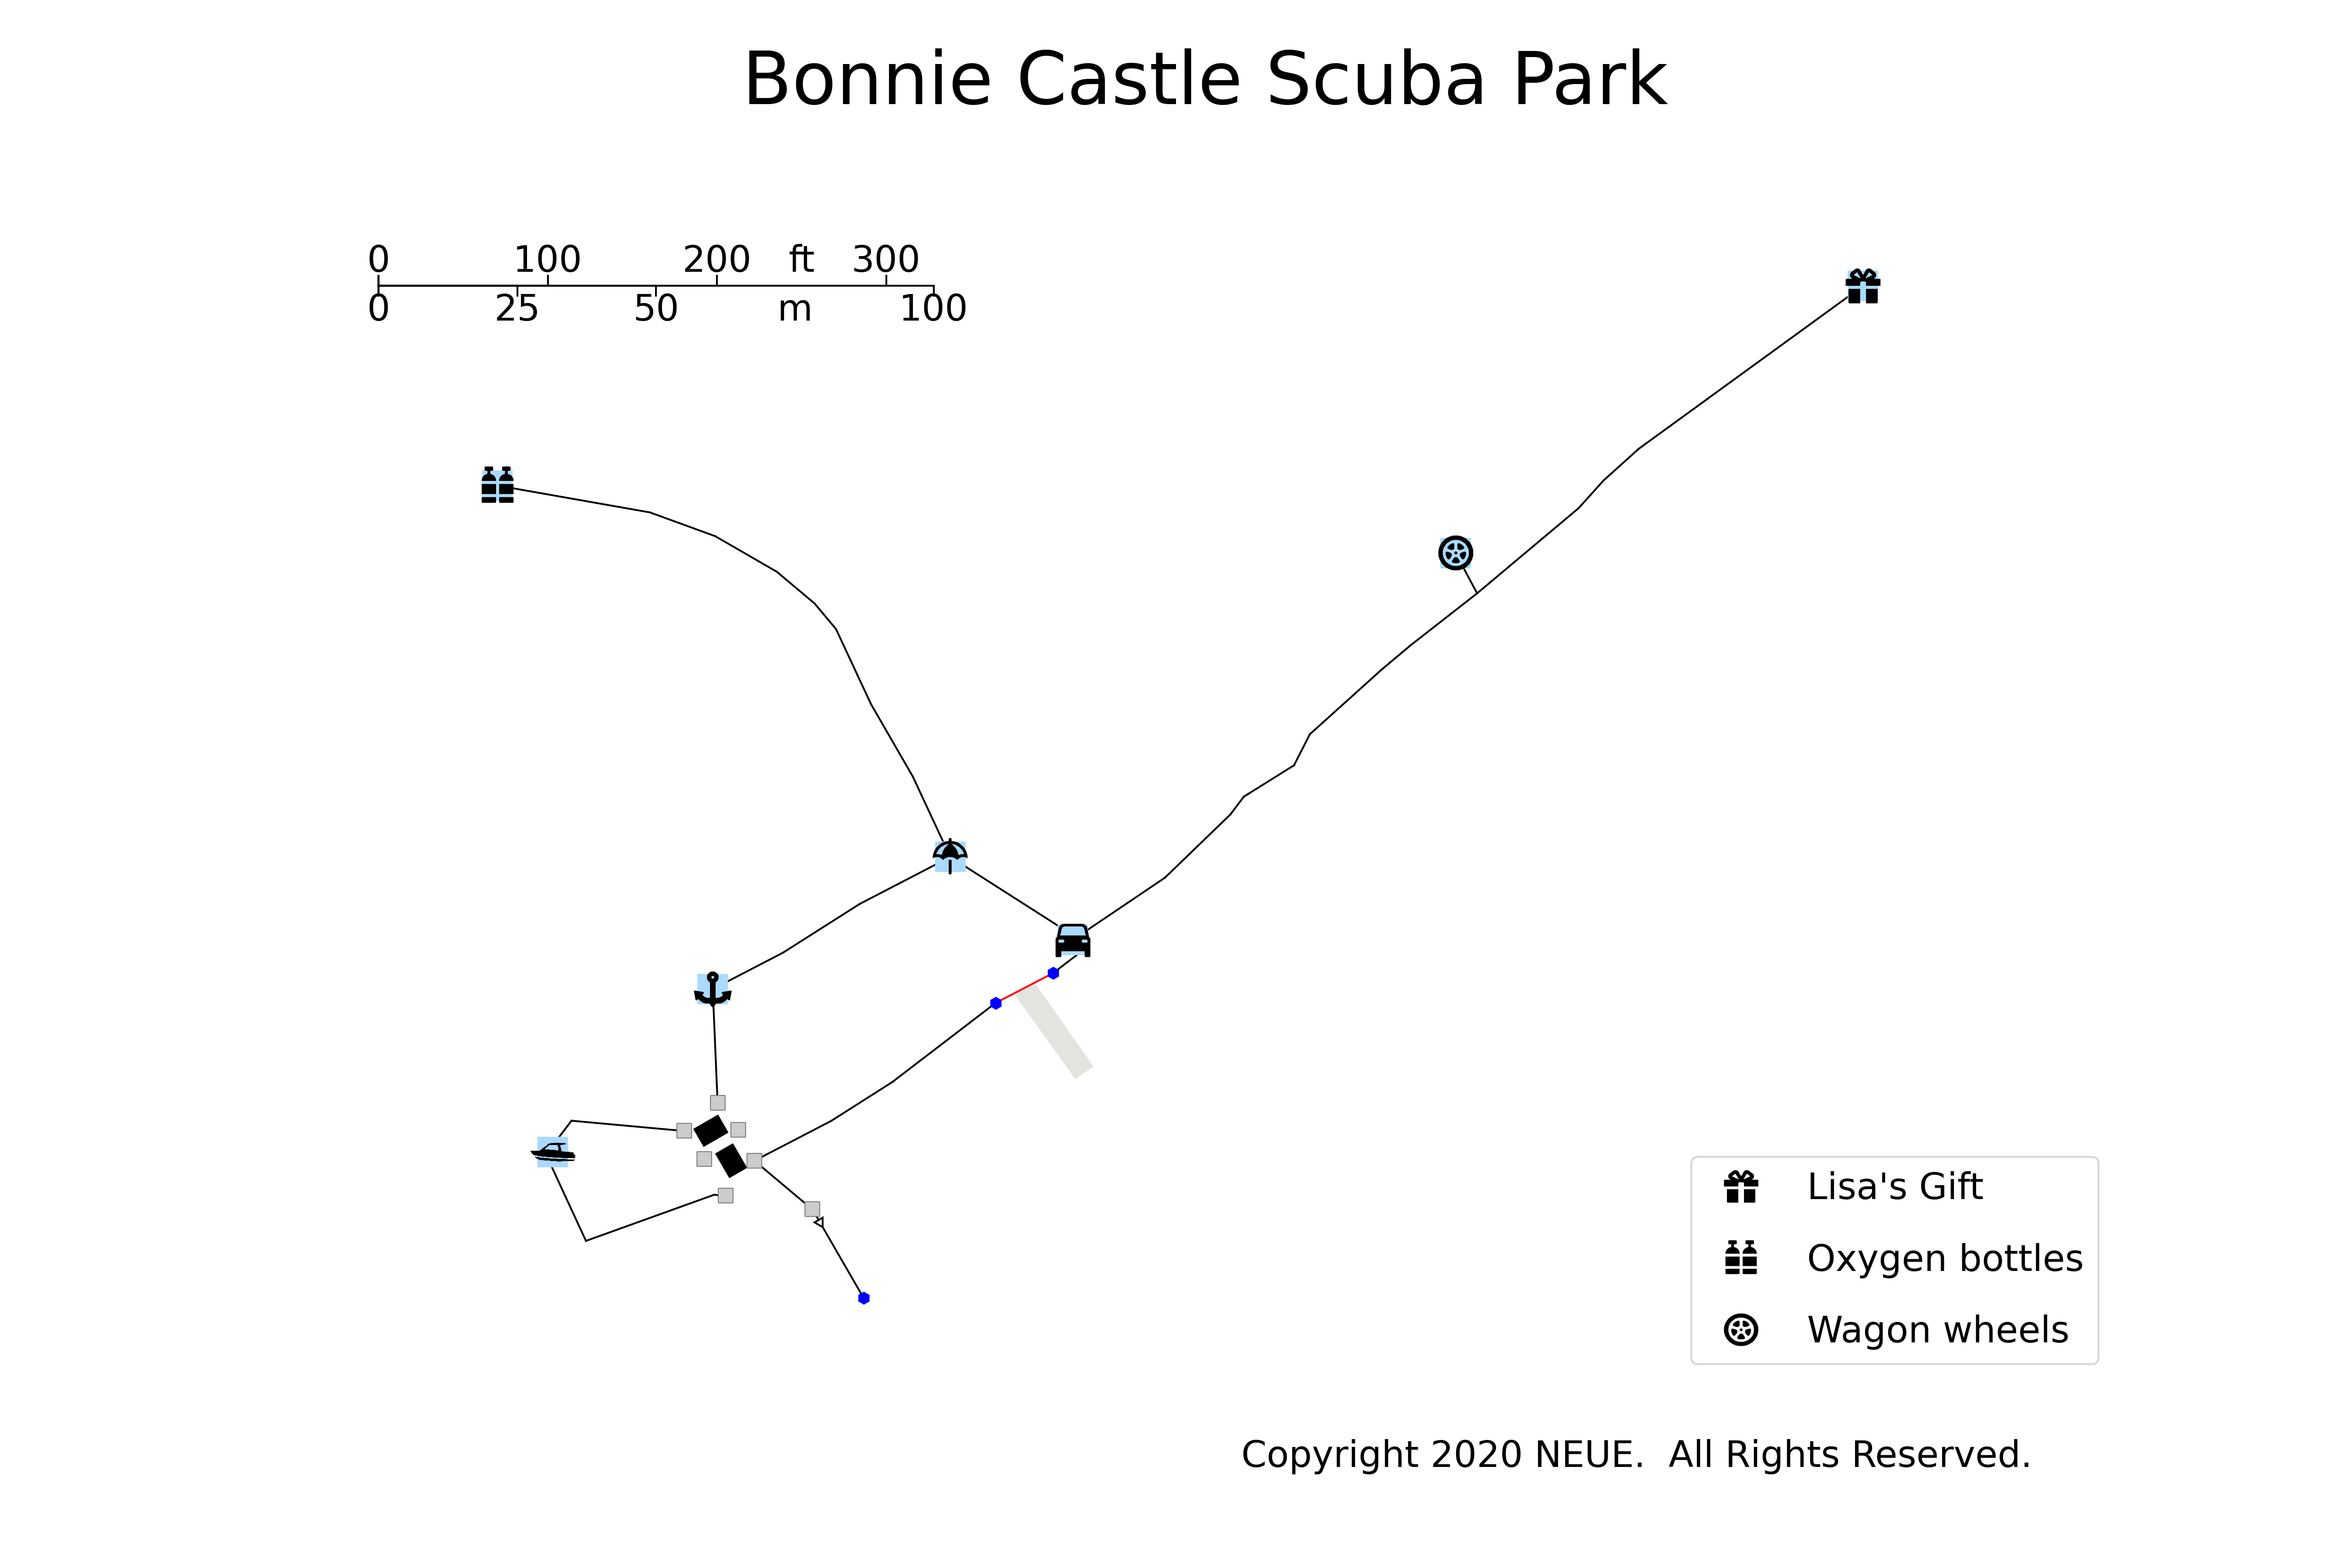 Bonnie Castle Scuba Park
0 100 200 ft 300
0 25 50 m 100
Lisa's Gift
Oxygen bottles
Wagon wheels
Copyright 2020 NEUE. All Rights Reserved.